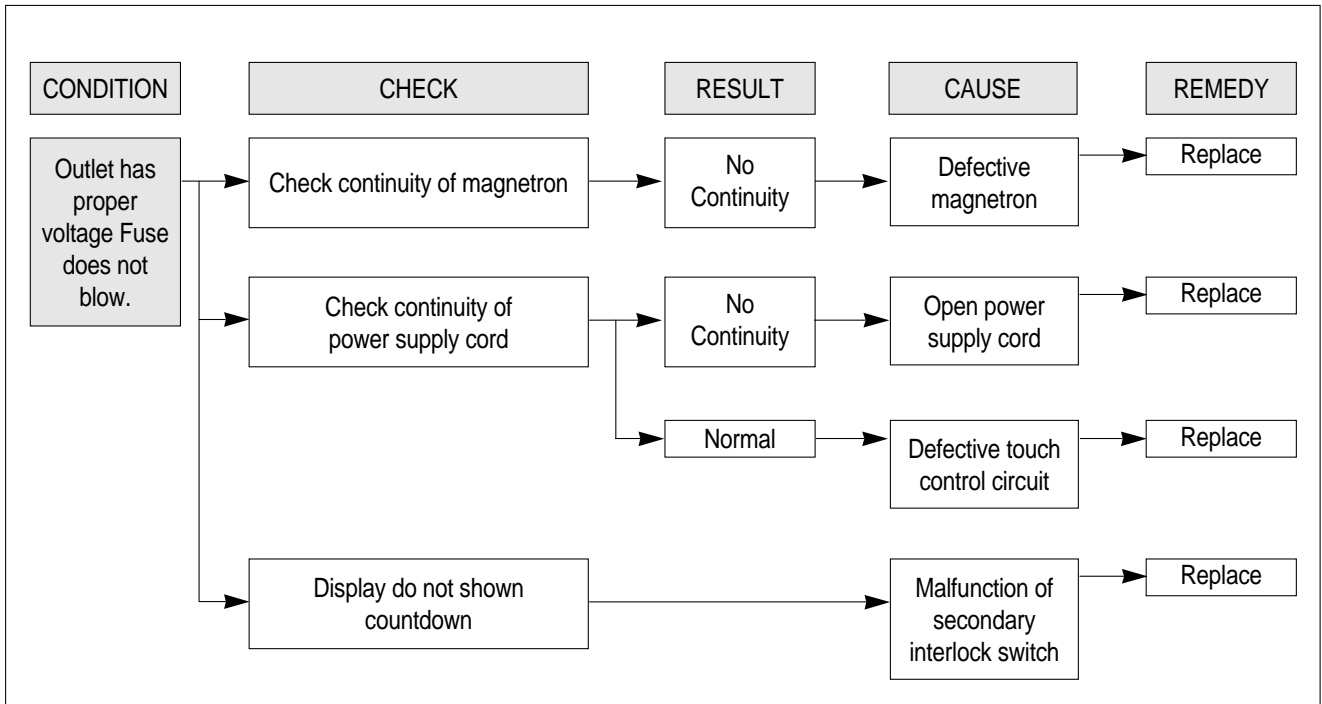 CONDITION
CHECK
RESULT
CAUSE
REMEDY
Outlet has
proper
voltage Fuse
does not
blow.
Check continuity of magnetron
No
Continuity
Defective
magnetron
Replace
Check continuity of
power supply cord
No
Continuity
Open power
supply cord
Replace
Normal
Defective touch
control circuit
Replace
Display do not shown
countdown
Malfunction of
secondary
interlock switch
Replace